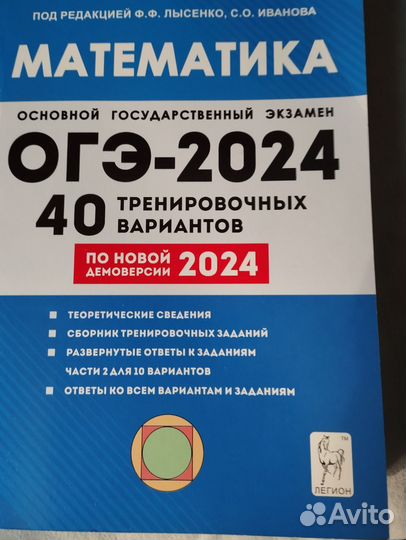 ПОД РЕДАКЦИЕЙ Ф.Ф. ЛЫСЕНКО, С.О. ИВАНОВА
МАТЕМАТИКА
ОСНОВНОЙ ГОСУДАРСТВЕННЫЙ ЭКЗАМЕН
ОГЭ-2024
40 ТРЕНИРОВОЧНЫХ
ВАРИАНТОВ
ПО НОВОЙ
ДЕМОВЕРСИИ 2024
ТЕОРЕТИЧЕСКИЕ СВЕДЕНИЯ
СБОРНИК ТРЕНИРОВОЧНЫХ ЗАДАНИЙ
РАЗВЕРНУТЫЕ ОТВЕТЫ К ЗАДАНИЯМ
ЧАСТИ 2 ДЛЯ 10 ВАРИАНТОВ
ОТВЕТЫ КО ВСЕМ ВАРИАНТАМ И ЗАДАНИЯМ
TM
ЛЕГИОН
Avito